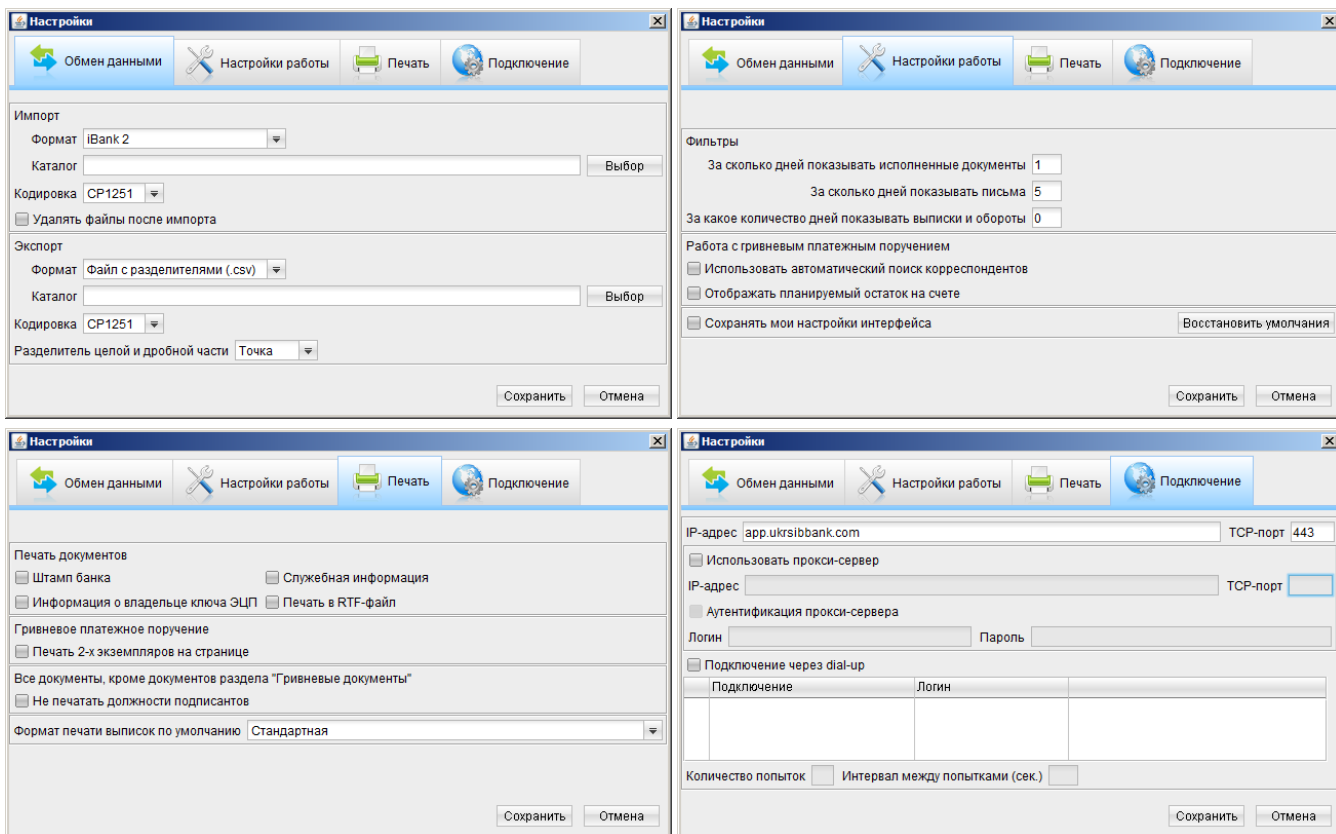 Настройки
Обмен данными Настройки работы Печать Подключение
Импорт
Формат iBank 2
Каталог Выбор
Кодировка CP1251
Удалять файлы после импорта
Экспорт
Формат Файл с разделителями (.csv)
Каталог Выбор
Кодировка CP1251
Разделитель целой и дробной части Точка
Сохранить Отмена
Настройки
Обмен данными Настройки работы Печать Подключение
Фильтры
За сколько дней показывать исполненные документы 1
За сколько дней показывать письма 5
За какое количество дней показывать выписки и обороты 0
Работа с гривневым платежным поручением
Использовать автоматический поиск корреспондентов
Отображать планируемый остаток на счете
Сохранять мои настройки интерфейса Восстановить умолчания
Сохранить Отмена
Настройки
Обмен данными Настройки работы Печать Подключение
Печать документов
Штамп банка Служебная информация
Информация о владельце ключа ЭЦП Печать в RTF-файл
Гривневое платежное поручение
Печать 2-х экземпляров на странице
Все документы, кроме документов раздела "Гривневые документы"
Не печатать должности подписантов
Формат печати выписок по умолчанию Стандартная
Сохранить Отмена
Настройки
Обмен данными Настройки работы Печать Подключение
IP-адрес app.ukrsibbank.com TCP-порт 443
Использовать прокси-сервер
IP-адрес TCP-порт
Аутентификация прокси-сервера
Логин Пароль
Подключение через dial-up
Подключение Логин
Количество попыток Интервал между попытками (сек.)
Сохранить Отмена